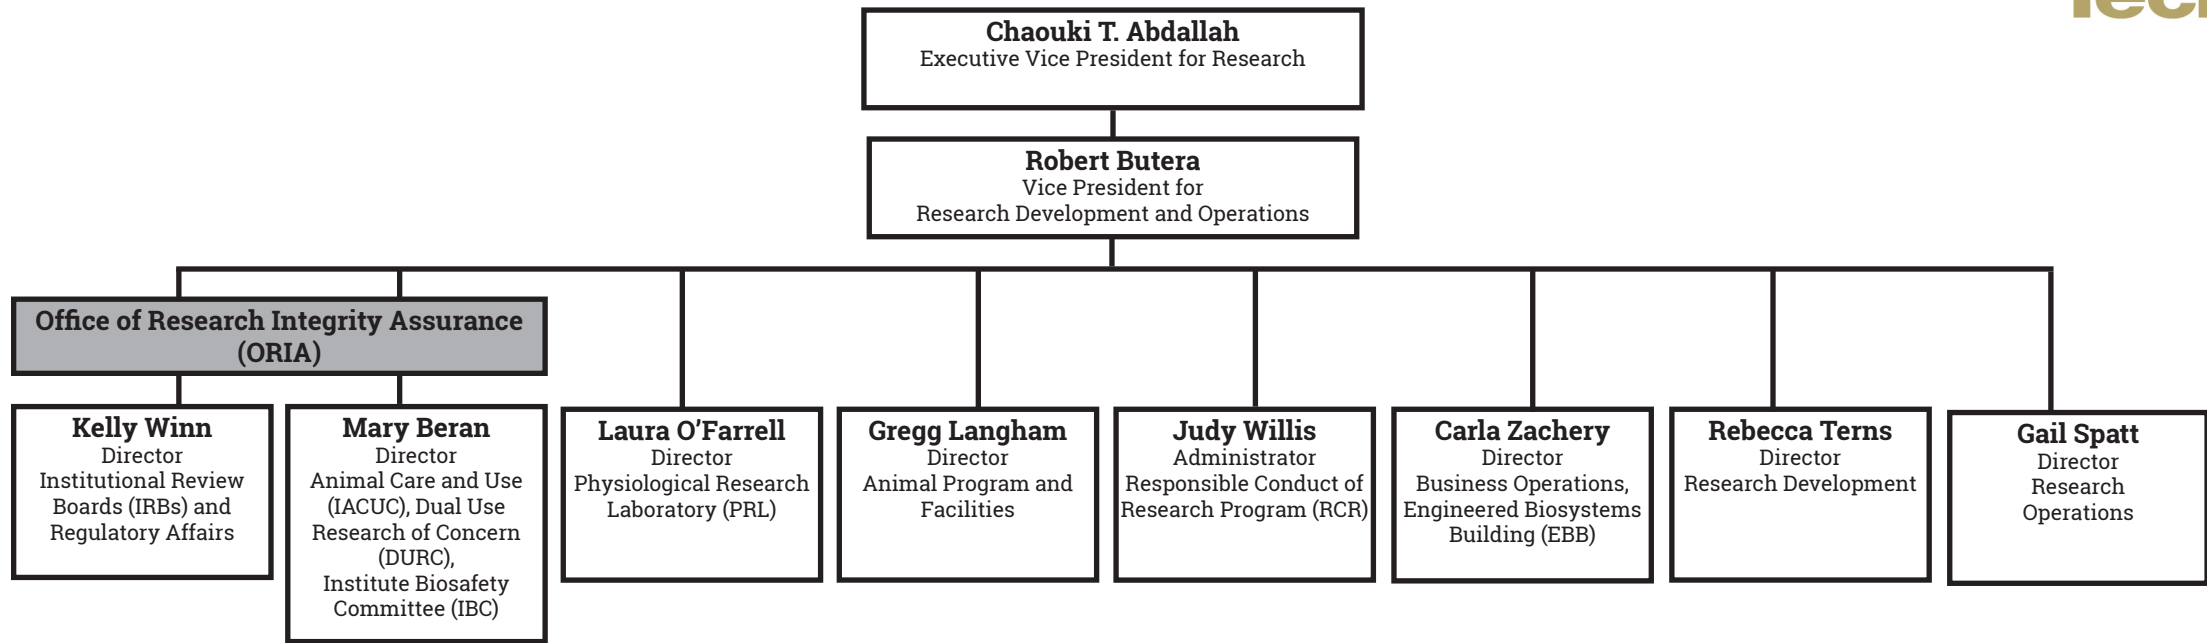 Chaouki T. Abdallah
Executive Vice President for Research
Robert Butera
Vice President for
Research Development and Operations
Office of Research Integrity Assurance
(ORIA)
Kelly Winn
Director
Institutional Review
Boards (IRBs) and
Regulatory Affairs
Mary Beran
Director
Animal Care and Use
(IACUC), Dual Use
Research of Concern
(DURC),
Institute Biosafety
Committee (IBC)
Laura O’Farrell
Director
Physiological Research
Laboratory (PRL)
Gregg Langham
Director
Animal Program and
Facilities
Judy Willis
Administrator
Responsible Conduct of
Research Program (RCR)
Carla Zachery
Director
Business Operations,
Engineered Biosystems
Building (EBB)
Rebecca Terns
Director
Research Development
Gail Spatt
Director
Research
Operations